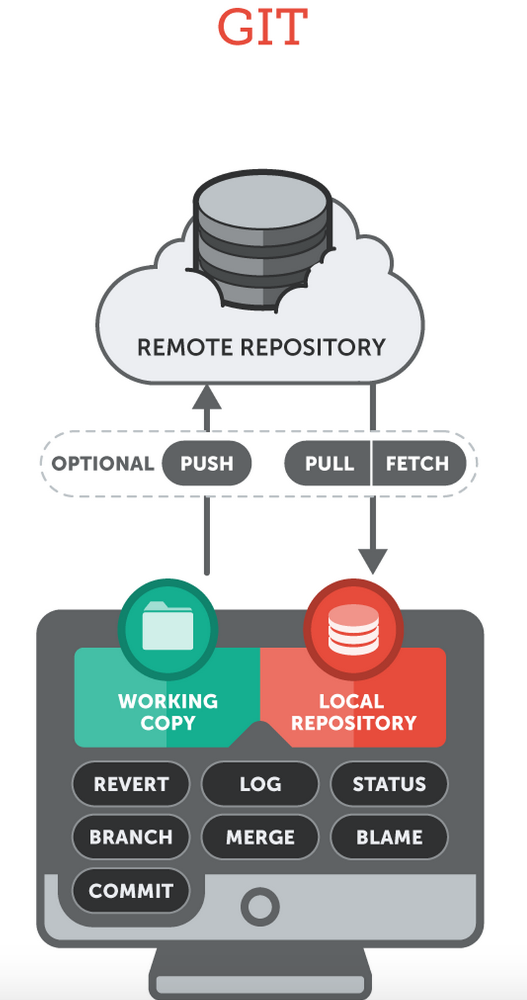 GIT
REMOTE REPOSITORY
OPTIONAL PUSH PULL FETCH
WORKING
COPY
LOCAL
REPOSITORY
REVERT LOG STATUS
BRANCH MERGE BLAME
COMMIT